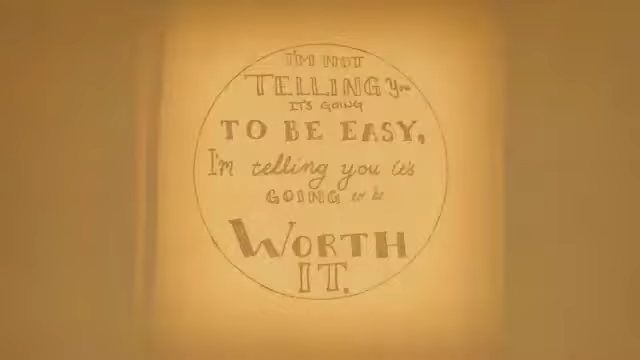 I'M NOT
TELLING you
IT'S GOING
TO BE EASY,
I'm telling you it's
GOING to be
WORTH
IT.